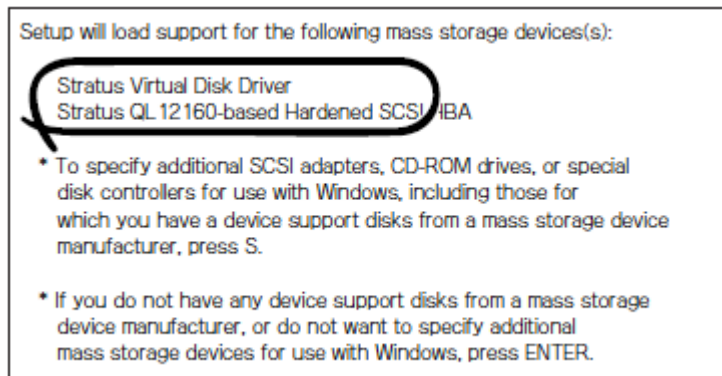 Setup will load support for the following mass storage devices(s):
Stratus Virtual Disk Driver
Stratus QL12160-based Hardened SCSI HBA
* To specify additional SCSI adapters, CD-ROM drives, or special
disk controllers for use with Windows, including those for
which you have a device support disks from a mass storage device
manufacturer, press S.
* If you do not have any device support disks from a mass storage
device manufacturer, or do not want to specify additional
mass storage devices for use with Windows, press ENTER.